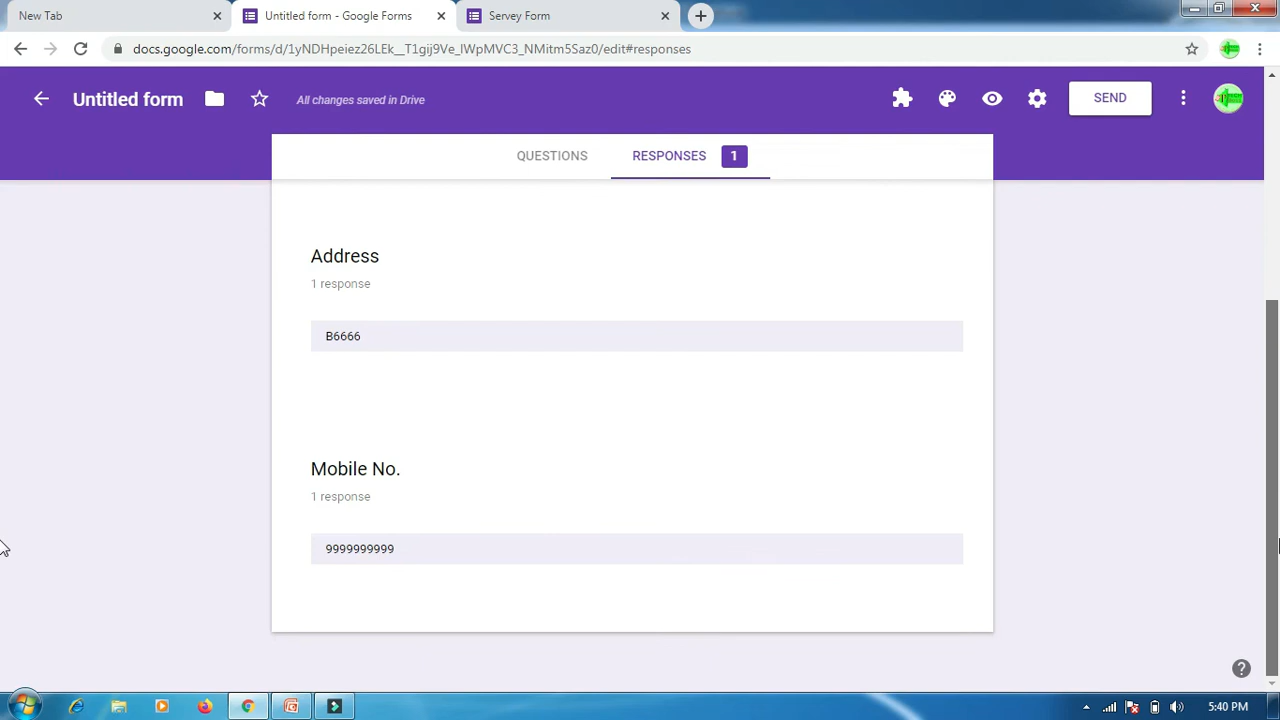 New Tab
Untitled form - Google Forms
Servey Form
docs.google.com/forms/d/1yNDHpeiez26LEk__T1gij9Ve_lWpMVC3_NMitm5Saz0/edit#responses
Untitled form
All changes saved in Drive
SEND
QUESTIONS
RESPONSES 1
Address
1 response
B6666
Mobile No.
1 response
9999999999
5:40 PM